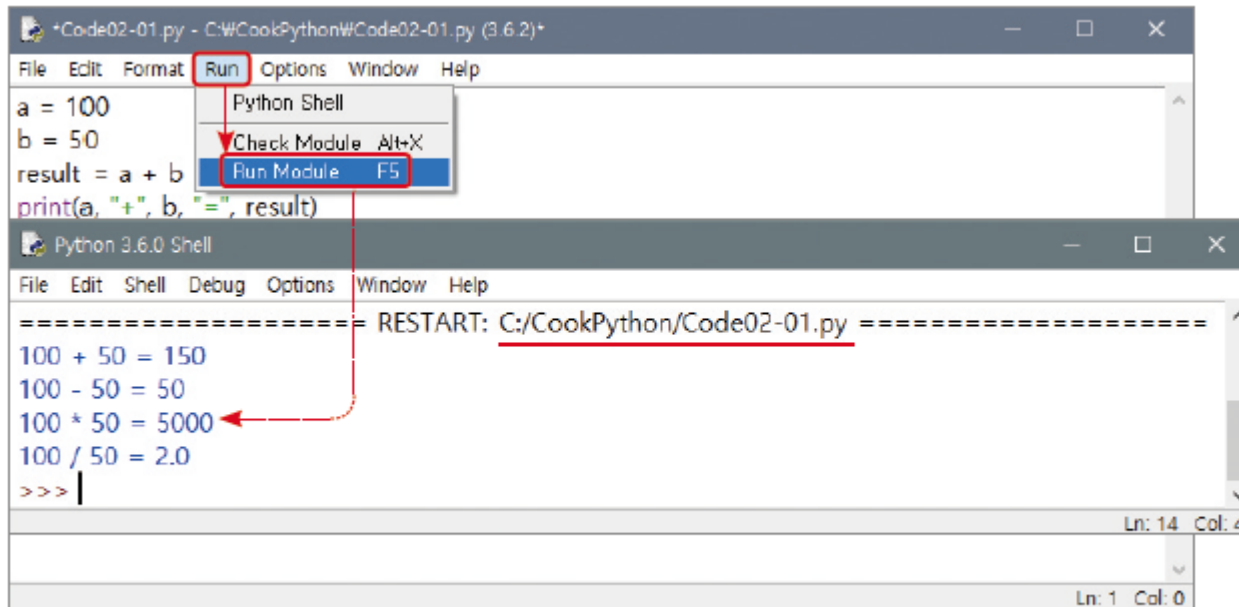 *Code02-01.py - C:₩CookPython₩Code02-01.py (3.6.2)*
File Edit Format Run Options Window Help
a = 100
b = 50
result = a + b
print(a, "+", b, "=", result)
Python Shell
Check Module Alt+X
Run Module F5
Python 3.6.0 Shell
File Edit Shell Debug Options Window Help
==================== RESTART: C:/CookPython/Code02-01.py ====================
100 + 50 = 150
100 - 50 = 50
100 * 50 = 5000
100 / 50 = 2.0
>>>
Ln: 14 Col: 4
Ln: 1 Col: 0